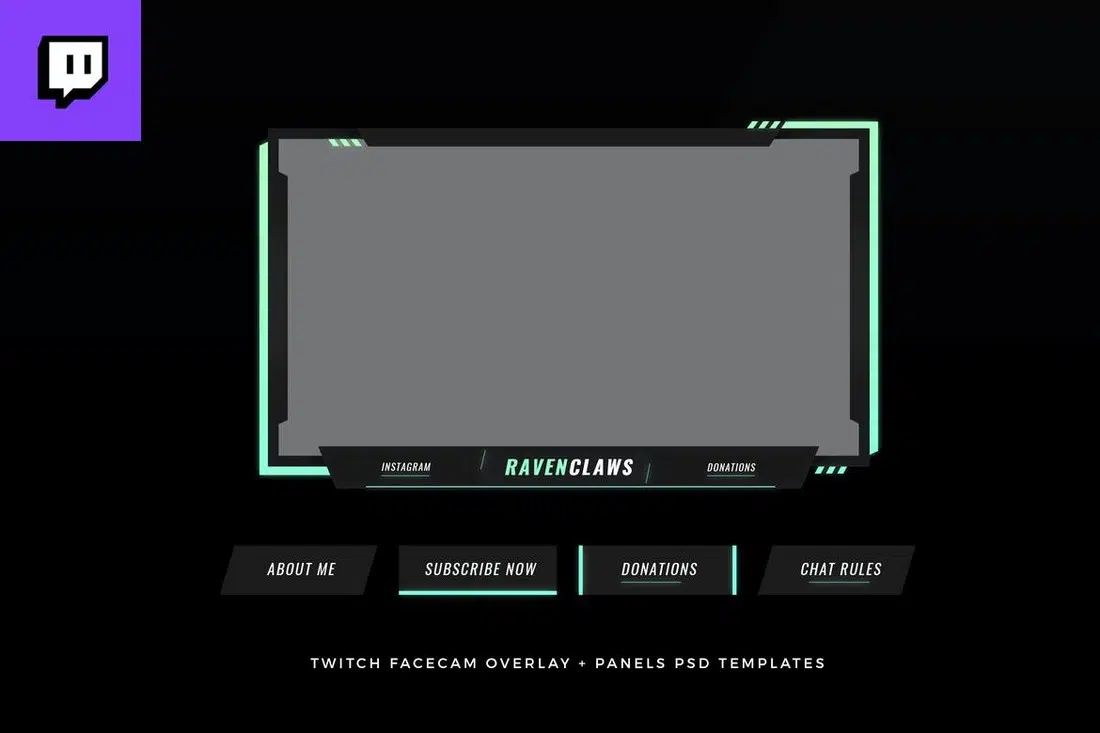 INSTAGRAM
RAVENCLAWS
DONATIONS
ABOUT ME
SUBSCRIBE NOW
DONATIONS
CHAT RULES
TWITCH FACECAM OVERLAY + PANELS PSD TEMPLATES